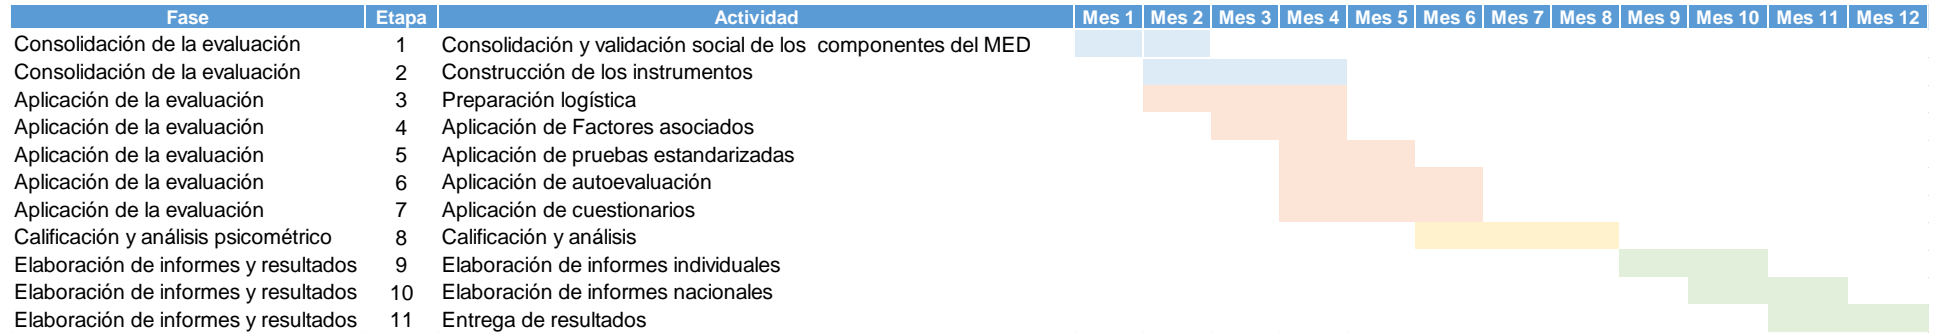 Fase Etapa Actividad Mes 1 Mes 2 Mes 3 Mes 4 Mes 5 Mes 6 Mes 7 Mes 8 Mes 9 Mes 10 Mes 11 Mes 12
Consolidación de la evaluación 1 Consolidación y validación social de los componentes del MED
Consolidación de la evaluación 2 Construcción de los instrumentos
Aplicación de la evaluación 3 Preparación logística
Aplicación de la evaluación 4 Aplicación de Factores asociados
Aplicación de la evaluación 5 Aplicación de pruebas estandarizadas
Aplicación de la evaluación 6 Aplicación de autoevaluación
Aplicación de la evaluación 7 Aplicación de cuestionarios
Calificación y análisis psicométrico 8 Calificación y análisis
Elaboración de informes y resultados 9 Elaboración de informes individuales
Elaboración de informes y resultados 10 Elaboración de informes nacionales
Elaboración de informes y resultados 11 Entrega de resultados